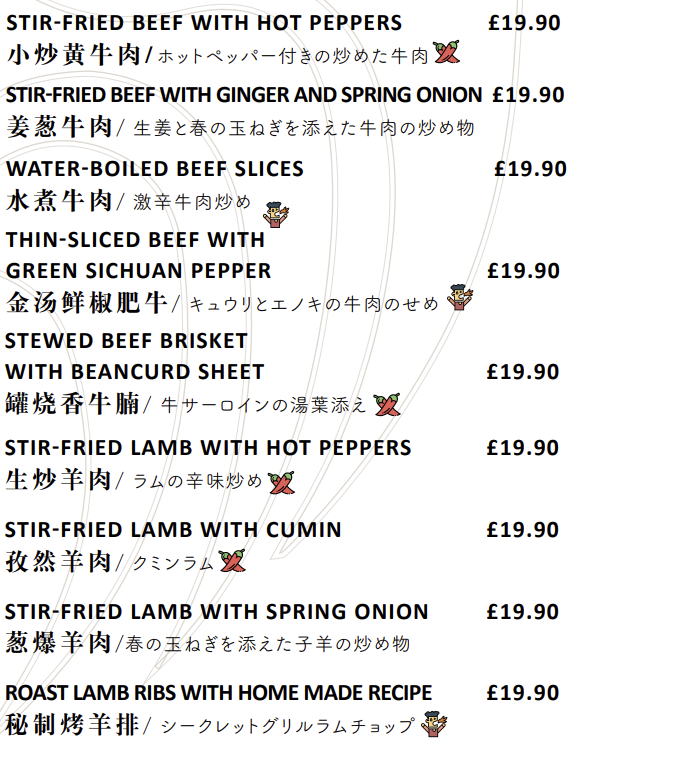 STIR-FRIED BEEF WITH HOT PEPPERS £19.90
小炒黄牛肉/ホットペッパー付きの炒めた牛肉
STIR-FRIED BEEF WITH GINGER AND SPRING ONION £19.90
姜葱牛肉/ 生姜と春の玉ねぎを添えた牛肉の炒め物
WATER-BOILED BEEF SLICES £19.90
水煮牛肉/ 激辛牛肉炒め
THIN-SLICED BEEF WITH
GREEN SICHUAN PEPPER £19.90
金汤鲜椒肥牛/ キュウリとエノキの牛肉のせめ
STEWED BEEF BRISKET
WITH BEANCURD SHEET £19.90
罐烧香牛腩/ 牛サーロインの湯葉添え
STIR-FRIED LAMB WITH HOT PEPPERS £19.90
生炒羊肉/ ラムの辛味炒め
STIR-FRIED LAMB WITH CUMIN £19.90
孜然羊肉/ クミンラム
STIR-FRIED LAMB WITH SPRING ONION £19.90
葱爆羊肉/春の玉ねぎを添えた子羊の炒め物
ROAST LAMB RIBS WITH HOME MADE RECIPE £19.90
秘制烤羊排/ シークレットグリルラムチョップ